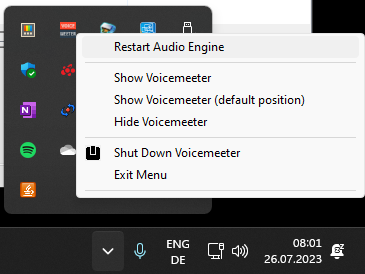 VOICE
MEETER
Restart Audio Engine
Show Voicemeeter
Show Voicemeeter (default position)
Hide Voicemeeter
Shut Down Voicemeeter
Exit Menu
N
ENG
DE
08:01
26.07.2023